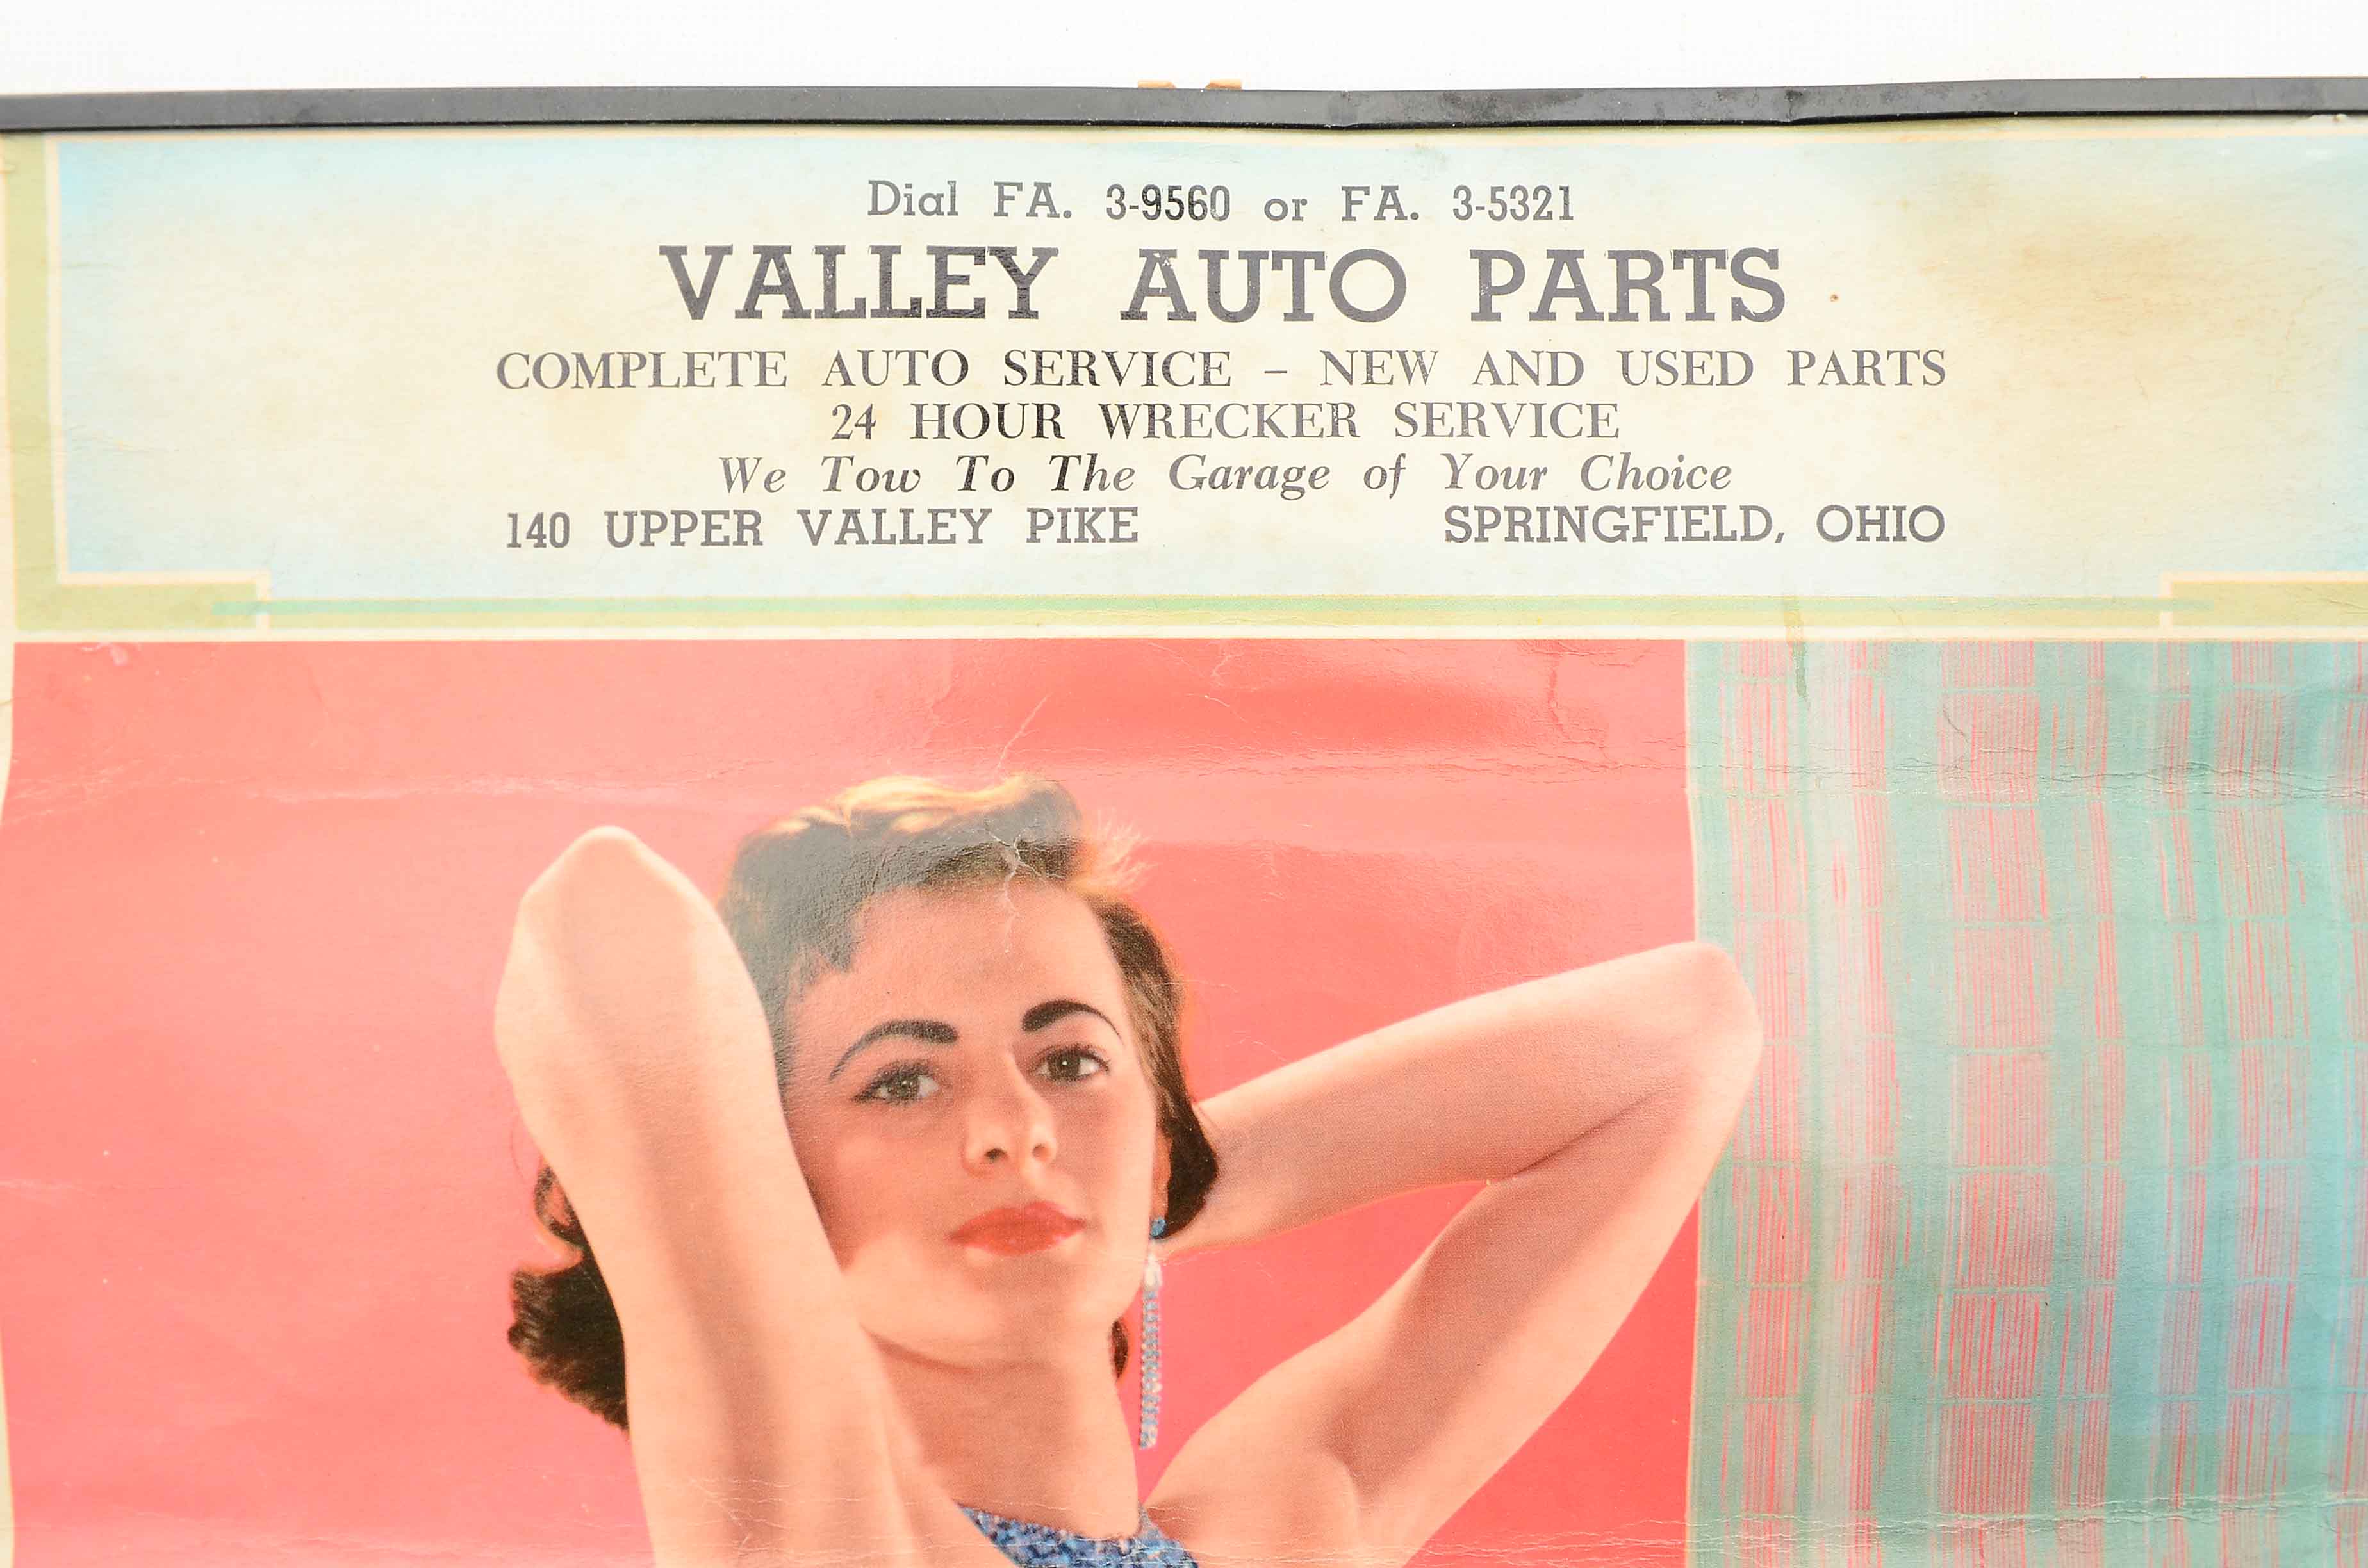 Dial FA. 3-9560 or FA. 3-5321
VALLEY AUTO PARTS
COMPLETE AUTO SERVICE – NEW AND USED PARTS
24 HOUR WRECKER SERVICE
We Tow To The Garage of Your Choice
140 UPPER VALLEY PIKE SPRINGFIELD, OHIO